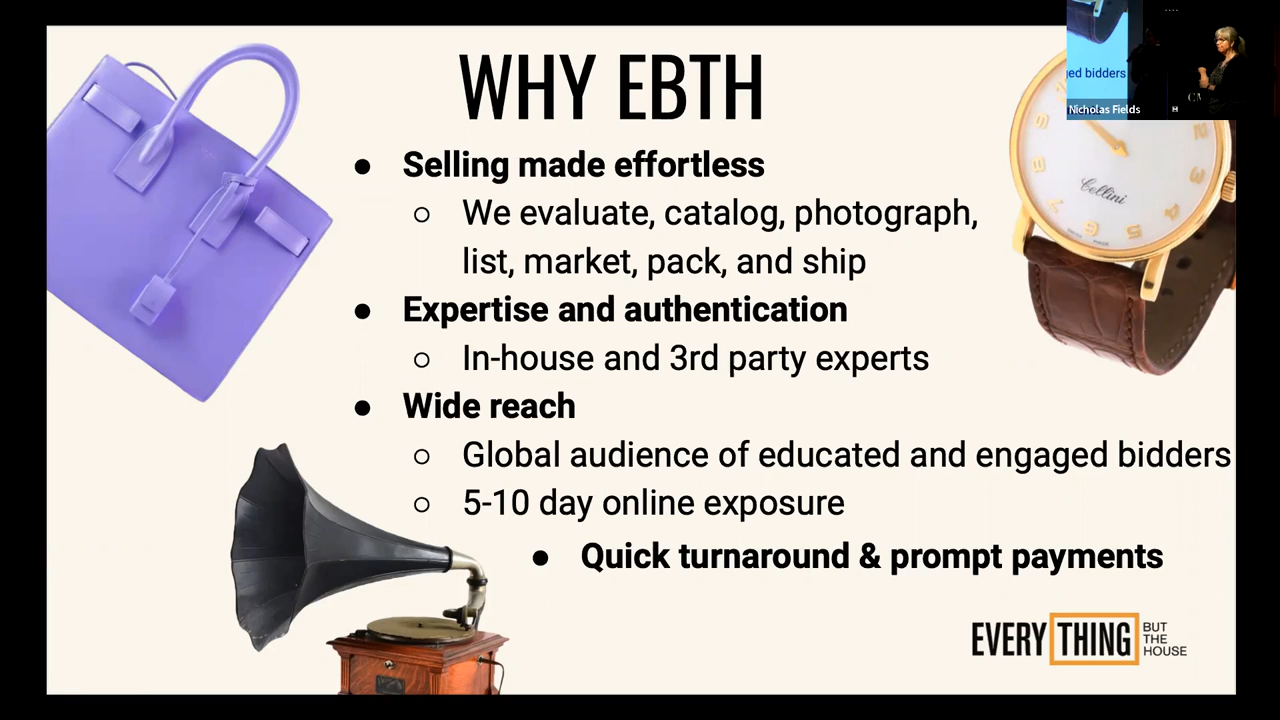 WHY EBTH
● Selling made effortless
○ We evaluate, catalog, photograph,
list, market, pack, and ship
● Expertise and authentication
○ In-house and 3rd party experts
● Wide reach
○ Global audience of educated and engaged bidders
○ 5-10 day online exposure
● Quick turnaround & prompt payments
EVERY THING BUT THE HOUSE
ged bidders
Nicholas Fields
Cellini